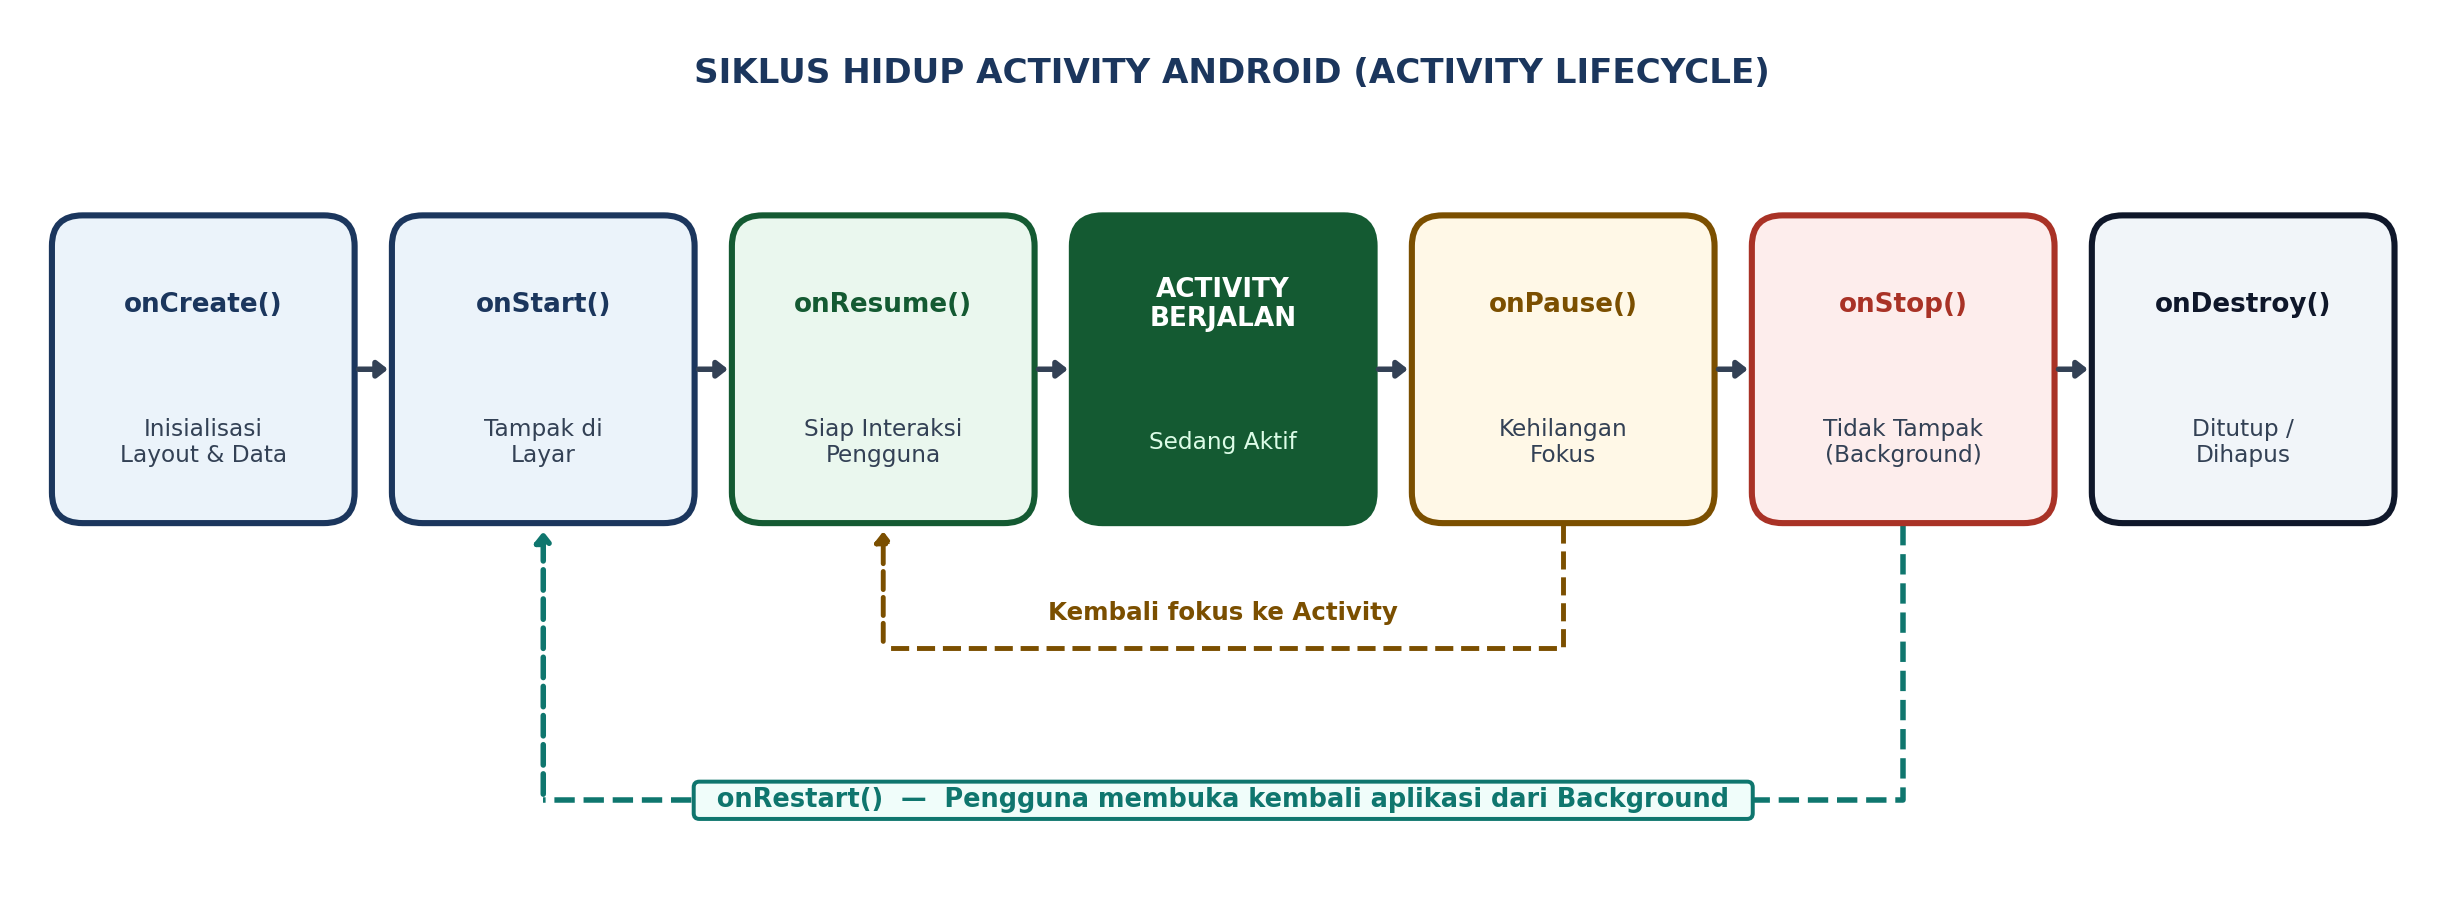 SIKLUS HIDUP ACTIVITY ANDROID (ACTIVITY LIFECYCLE)
onCreate()
Inisialisasi
Layout & Data
onStart()
Tampak di
Layar
onResume()
Siap Interaksi
Pengguna
ACTIVITY
BERJALAN
Sedang Aktif
onPause()
Kehilangan
Fokus
onStop()
Tidak Tampak
(Background)
onDestroy()
Ditutup /
Dihapus
Kembali fokus ke Activity
onRestart() — Pengguna membuka kembali aplikasi dari Background